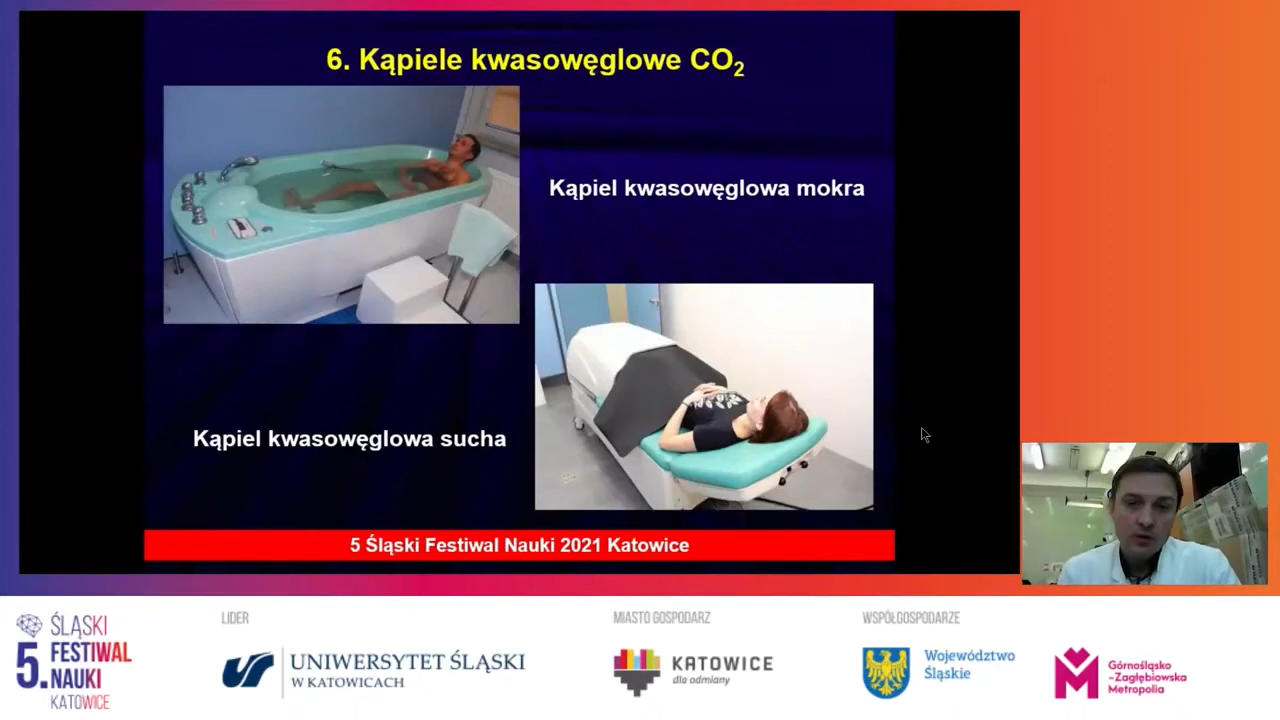 6. Kąpiele kwasowęglowe CO₂
Kąpiel kwasowęglowa mokra
Kąpiel kwasowęglowa sucha
5 Śląski Festiwal Nauki 2021 Katowice
5. ŚLĄSKI
FESTIWAL
NAUKI
KATOWICE
LIDER
UNIWERSYTET ŚLĄSKI
W KATOWICACH
MIASTO GOSPODARZ
KATOWICE
dla odmiany
WSPÓŁGOSPODARZE
Województwo
Śląskie
Górnośląsko
-Zagłębiowska
Metropolia